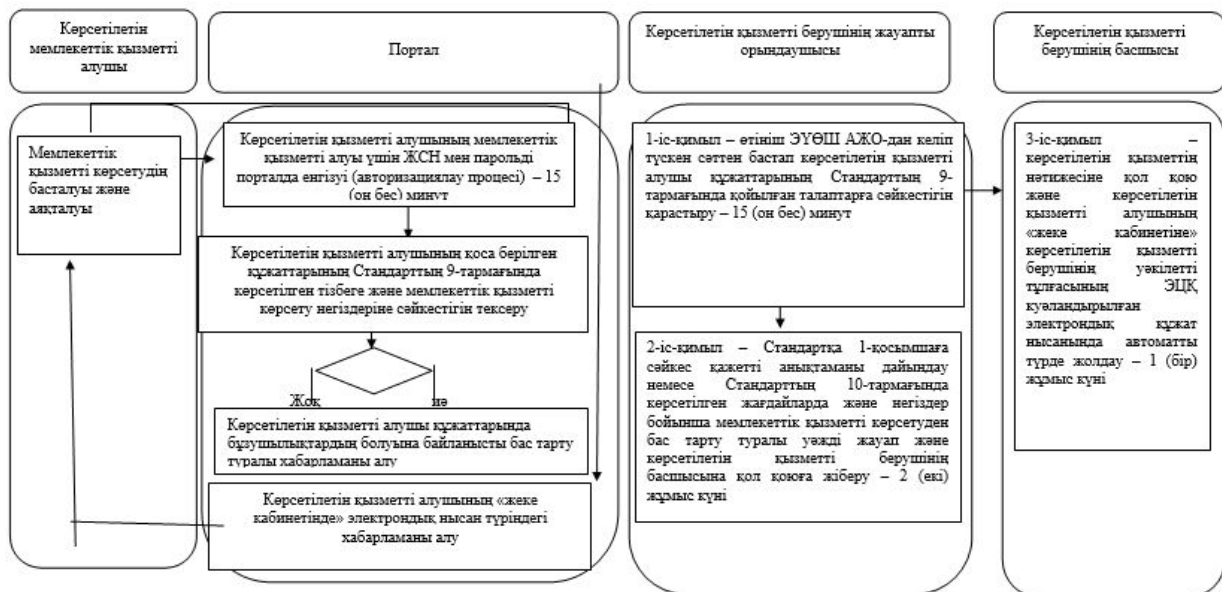 Көрсетілетін
мемлекеттік қызметті
алушы
Портал
Көрсетілетін қызметті берушінің жауапты
орындаушысы
Көрсетілетін қызметті
берушінің басшысы
Мемлекеттік
қызметті көрсетудің
басталуы және
аяқталуы
Көрсетілетін қызметті алушының мемлекеттік
қызметті алуы үшін ЖСН мен парольді
порталда енгізуі (авторизациялау процесі) – 15
(он бес) минут
Көрсетілетін қызметті алушының қоса берілген
құжаттарының Стандарттың 9-тармағында
көрсетілген тізбеге және мемлекеттік қызметті
көрсету негіздеріне сәйкестігін тексеру
Жоқ
иә
Көрсетілетін қызметті алушы құжаттарында
бұзушылықтардың болуына байланысты бас тарту
туралы хабарламаны алу
Көрсетілетін қызметті алушының «жеке
кабинетінде» электрондық нысан түріндегі
хабарламаны алу
1-іс-қимыл – өтініш ЭҮӨШ АЖО-дан келіп
түскен сәттен бастап көрсетілетін қызметті
алушы құжаттарының Стандарттың 9-
тармағында қойылған талаптарға сәйкестігін
қарастыру – 15 (он бес) минут
2-іс-қимыл – Стандартқа 1-қосымшаға
сәйкес қажетті анықтаманы дайындау
немесе Стандарттың 10-тармағында
көрсетілген жағдайларда және негіздер
бойынша мемлекеттік қызметті көрсетуден
бас тарту туралы уәжді жауап және
көрсетілетін қызметті берушінің
басшысына қол қоюға жіберу – 2 (екі)
жұмыс күні
3-іс-қимыл –
көрсетілетін қызметтің
нәтижесіне қол қою
және көрсетілетін
қызметті алушының
«жеке кабинетіне»
көрсетілетін қызметті
берушінің уәкілетті
тұлғасының ЭЦҚ
куәландырылған
электрондық құжат
нысанында автоматты
түрде жолдау – 1 (бір)
жұмыс күні